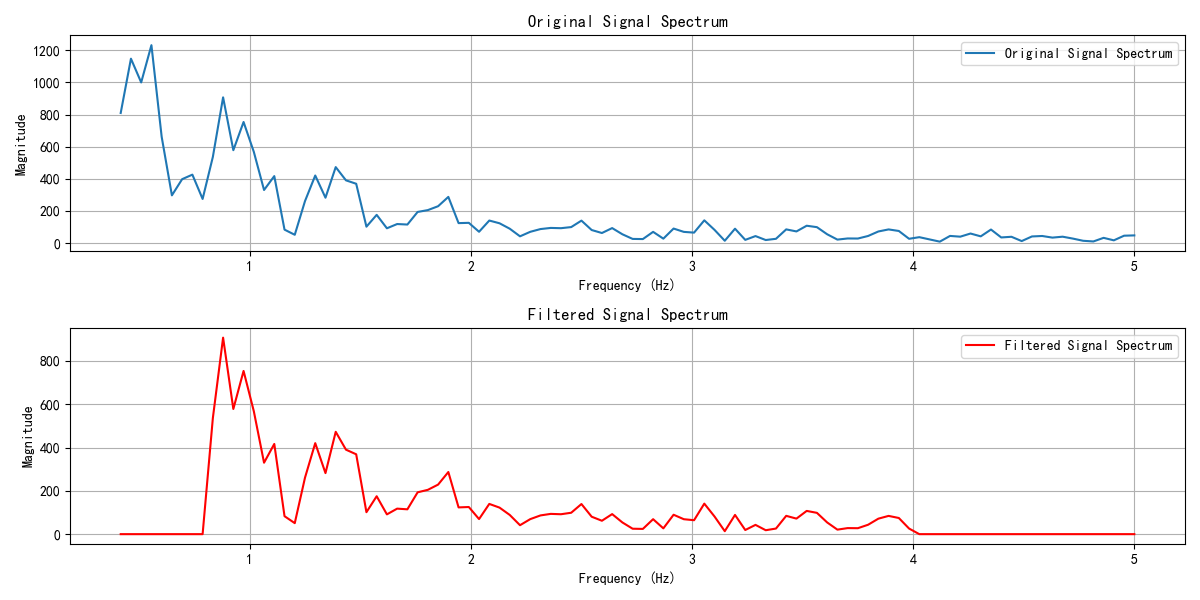 Original Signal Spectrum
Original Signal Spectrum
Magnitude
1200
1000
800
600
400
200
0
1 2 3 4 5
Frequency (Hz)
Filtered Signal Spectrum
Filtered Signal Spectrum
Magnitude
800
600
400
200
0
1 2 3 4 5
Frequency (Hz)